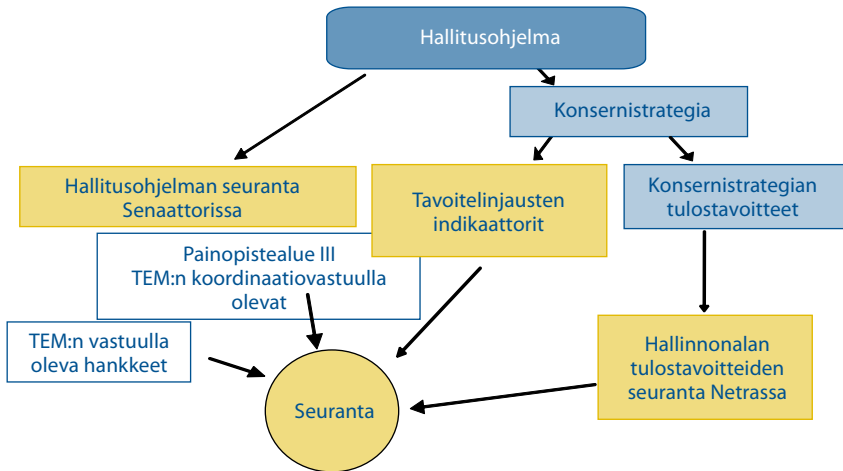 Hallitusohjelma
Konsernistrategia
Hallitusohjelman seuranta
Senaattorissa
Tavoitelinjausten
indikaattorit
Konsernistrategian
tulostavoitteet
Painopistealue III
TEM:n koordinaatiovastuulla
olevat
TEM:n vastuulla
oleva hankkeet
Seuranta
Hallinnonalan
tulostavoitteiden
seuranta Netrassa